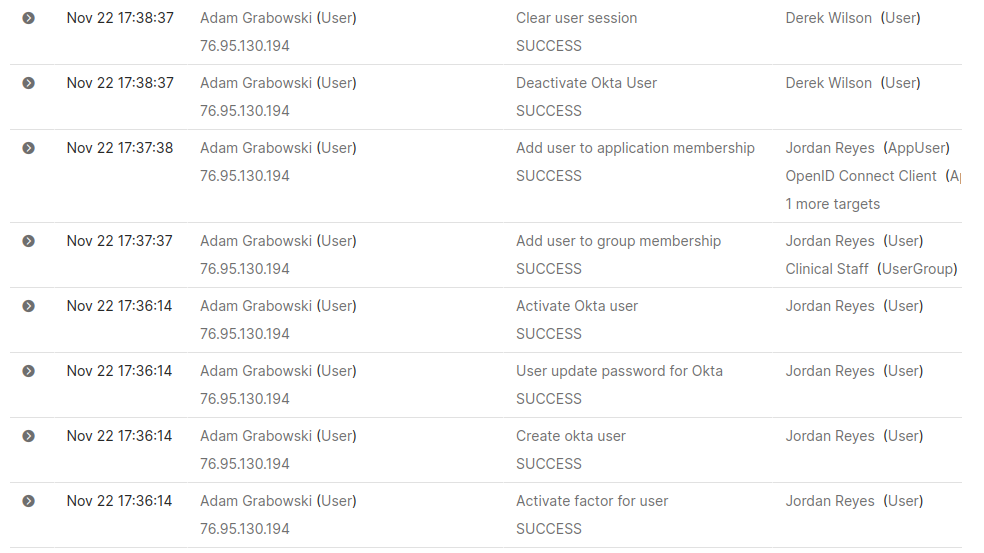 Nov 22 17:38:37 Adam Grabowski (User) Clear user session Derek Wilson (User)
76.95.130.194 SUCCESS
Nov 22 17:38:37 Adam Grabowski (User) Deactivate Okta User Derek Wilson (User)
76.95.130.194 SUCCESS
Nov 22 17:37:38 Adam Grabowski (User) Add user to application membership Jordan Reyes (AppUser)
76.95.130.194 SUCCESS OpenID Connect Client (A
1 more targets
Nov 22 17:37:37 Adam Grabowski (User) Add user to group membership Jordan Reyes (User)
76.95.130.194 SUCCESS Clinical Staff (UserGroup)
Nov 22 17:36:14 Adam Grabowski (User) Activate Okta user Jordan Reyes (User)
76.95.130.194 SUCCESS
Nov 22 17:36:14 Adam Grabowski (User) User update password for Okta Jordan Reyes (User)
76.95.130.194 SUCCESS
Nov 22 17:36:14 Adam Grabowski (User) Create okta user Jordan Reyes (User)
76.95.130.194 SUCCESS
Nov 22 17:36:14 Adam Grabowski (User) Activate factor for user Jordan Reyes (User)
76.95.130.194 SUCCESS